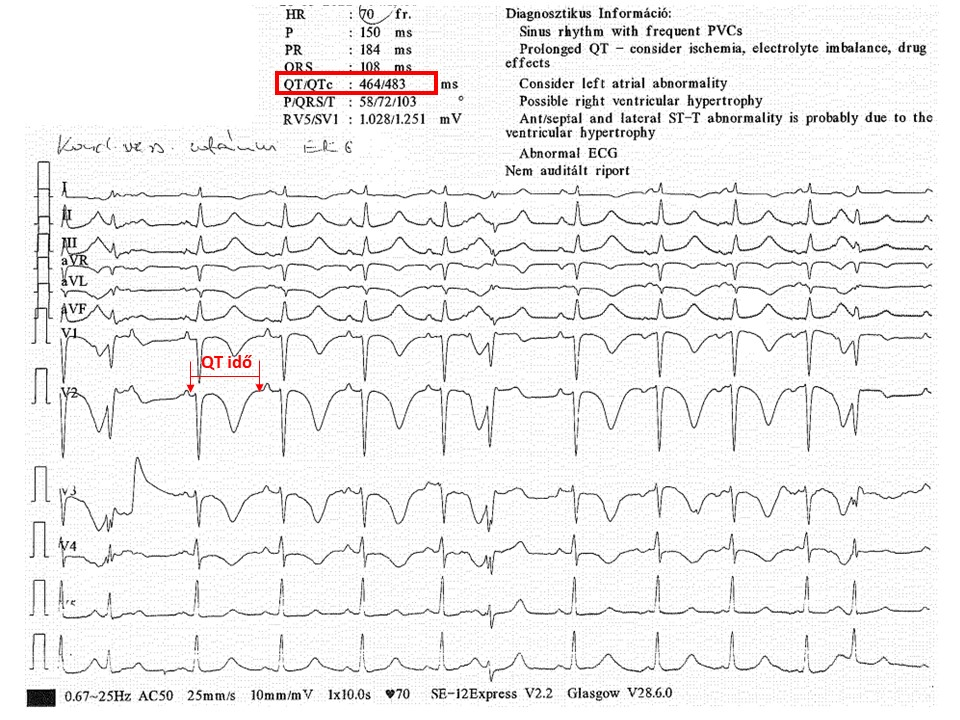 HR : 70 fr.
P : 150 ms
PR : 184 ms
QRS : 108 ms
QT/QTc : 464/483 ms
P/QRS/T : 58/72/103 °
RV5/SV1 : 1.028/1.251 mV
Diagnosztikus Információ:
Sinus rhythm with frequent PVCs
Prolonged QT - consider ischemia, electrolyte imbalance, drug
effects
Consider left atrial abnormality
Possible right ventricular hypertrophy
Ant/septal and lateral ST-T abnormality is probably due to the
ventricular hypertrophy
Abnormal ECG
Nem auditált riport
EKG
I
II
III
aVR
aVL
aVF
V1
QT idő
V2
V3
V4
0.67~25Hz AC50 25mm/s 10mm/mV 1x10.0s ♥70 SE-12Express V2.2 Glasgow V28.6.0